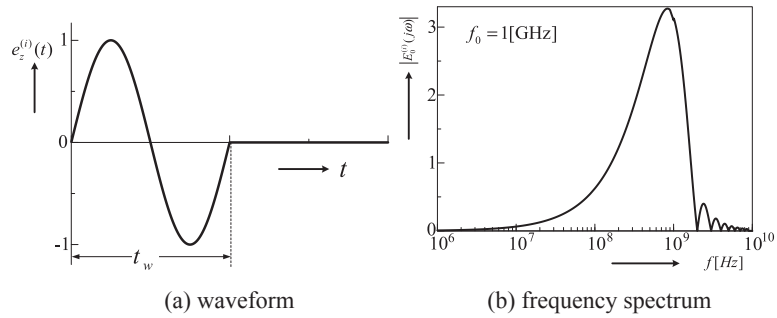 e_z^{(i)}(t)
1
0
-1
t
t_w
(a) waveform
|E_0^{(i)}(jω)|
f_0 = 1[GHz]
3
2
1
0
10^6 10^7 10^8 10^9 10^10
f[Hz]
(b) frequency spectrum